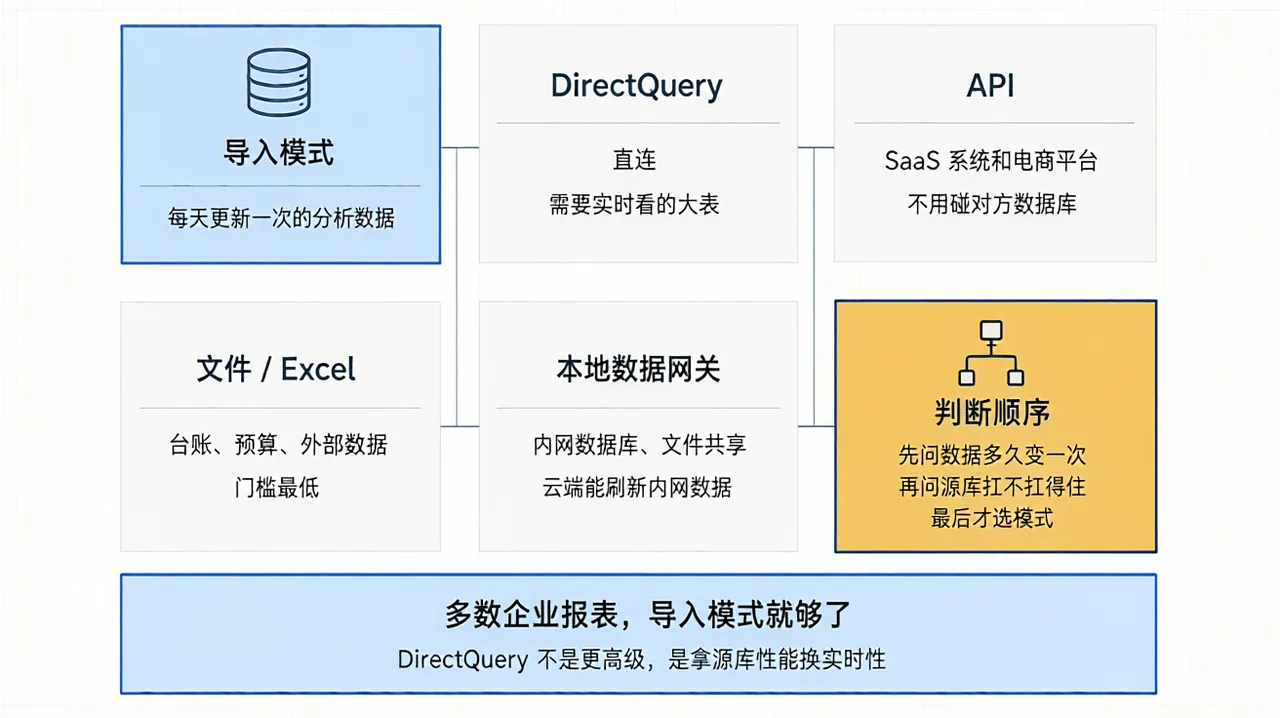 导入模式
每天更新一次的分析数据
DirectQuery
直连
需要实时看的大表
API
SaaS 系统和电商平台
不用碰对方数据库
文件 / Excel
台账、预算、外部数据
门槛最低
本地数据网关
内网数据库、文件共享
云端能刷新内网数据
判断顺序
先问数据多久变一次
再问源库扛不扛得住
最后才选模式
多数企业报表，导入模式就够了
DirectQuery 不是更高级，是拿源库性能换实时性